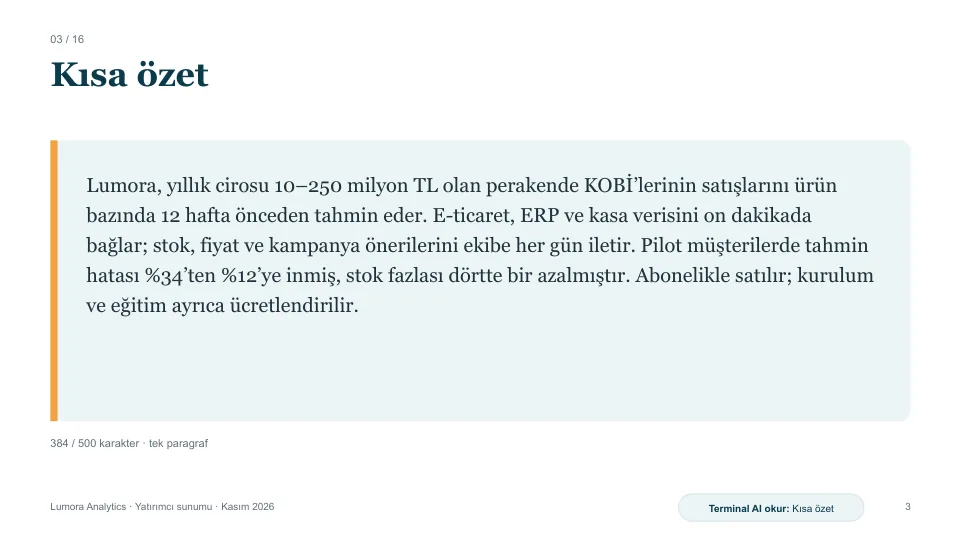 03 / 16
Kısa özet
Lumora, yıllık cirosu 10–250 milyon TL olan perakende KOBİ’lerinin satışlarını ürün
bazında 12 hafta önceden tahmin eder. E-ticaret, ERP ve kasa verisini on dakikada
bağlar; stok, fiyat ve kampanya önerilerini ekibe her gün iletir. Pilot müşterilerde tahmin
hatası %34’ten %12’ye inmiş, stok fazlası dörtte bir azalmıştır. Abonelikle satılır; kurulum
ve eğitim ayrıca ücretlendirilir.
384 / 500 karakter · tek paragraf
Lumora Analytics · Yatırımcı sunumu · Kasım 2026
Terminal AI okur: Kısa özet
3